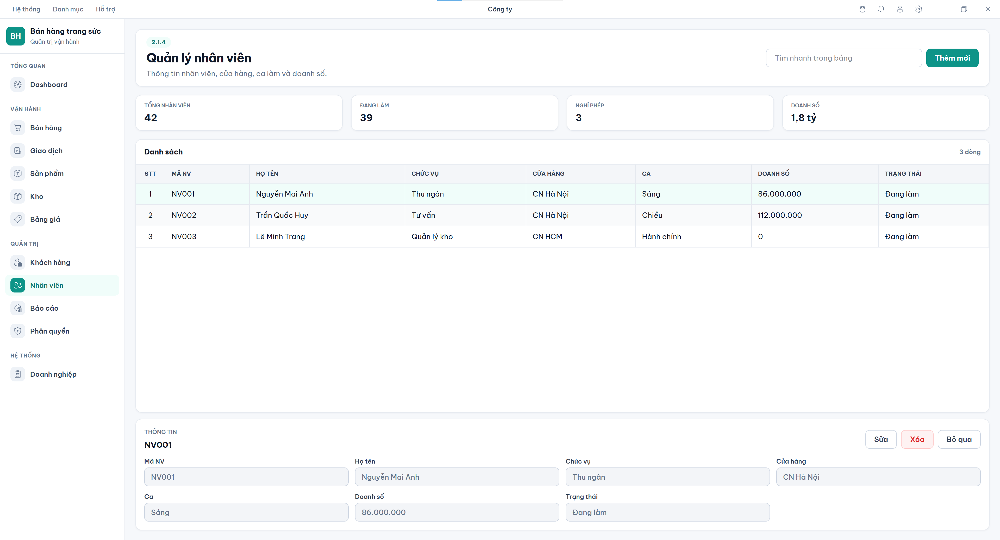 Hệ thống Danh mục Hỗ trợ Công ty
BH
Bán hàng trang sức
Quản trị vận hành
TỔNG QUAN
Dashboard
VẬN HÀNH
Bán hàng
Giao dịch
Sản phẩm
Kho
Bảng giá
QUẢN TRỊ
Khách hàng
Nhân viên
Báo cáo
Phân quyền
HỆ THỐNG
Doanh nghiệp
2.1.4
Quản lý nhân viên
Thông tin nhân viên, cửa hàng, ca làm và doanh số.
Tìm nhanh trong bảng
Thêm mới
TỔNG NHÂN VIÊN
42
ĐANG LÀM
39
NGHỈ PHÉP
3
DOANH SỐ
1,8 tỷ
Danh sách 3 dòng
STT MÃ NV HỌ TÊN CHỨC VỤ CỬA HÀNG CA DOANH SỐ TRẠNG THÁI
1 NV001 Nguyễn Mai Anh Thu ngân CN Hà Nội Sáng 86.000.000 Đang làm
2 NV002 Trần Quốc Huy Tư vấn CN Hà Nội Chiều 112.000.000 Đang làm
3 NV003 Lê Minh Trang Quản lý kho CN HCM Hành chính 0 Đang làm
THÔNG TIN
NV001
Sửa Xóa Bỏ qua
Mã NV Họ tên Chức vụ Cửa hàng
NV001 Nguyễn Mai Anh Thu ngân CN Hà Nội
Ca Doanh số Trạng thái
Sáng 86.000.000 Đang làm